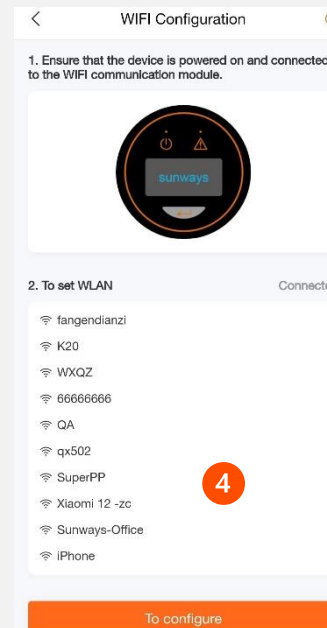 WIFI Configuration
1. Ensure that the device is powered on and connected
to the WIFI communication module.
sunways
2. To set WLAN Connecte
fangendianzi
K20
WXQZ
66666666
QA
qx502
SuperPP
4
Xiaomi 12 -zc
Sunways-Office
iPhone
To configure